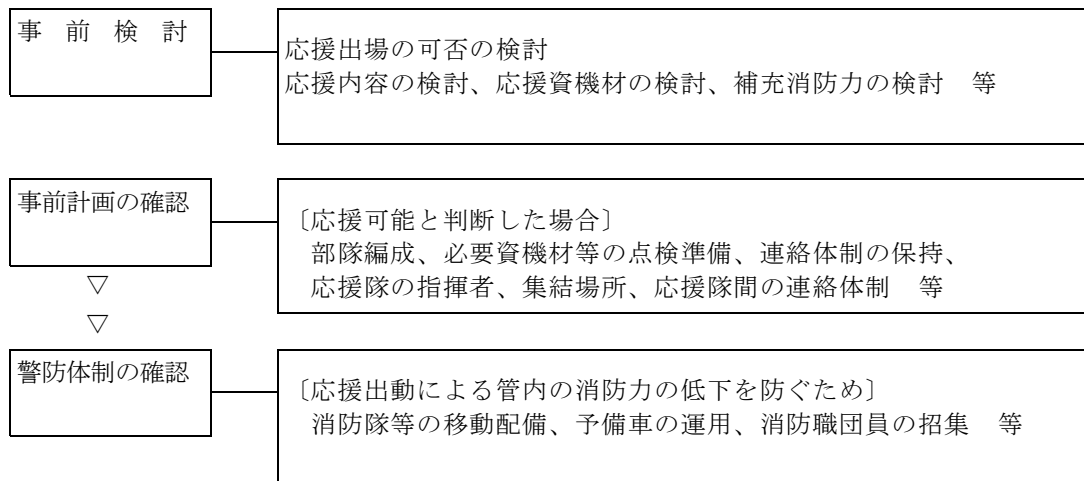 事　前　検　討
応援出場の可否の検討
応援内容の検討、応援資機材の検討、補充消防力の検討　等
事前計画の確認
〔応援可能と判断した場合〕
部隊編成、必要資機材等の点検準備、連絡体制の保持、
応援隊の指揮者、集結場所、応援隊間の連絡体制　等
▽
▽
警防体制の確認
〔応援出動による管内の消防力の低下を防ぐため〕
消防隊等の移動配備、予備車の運用、消防職団員の招集　等